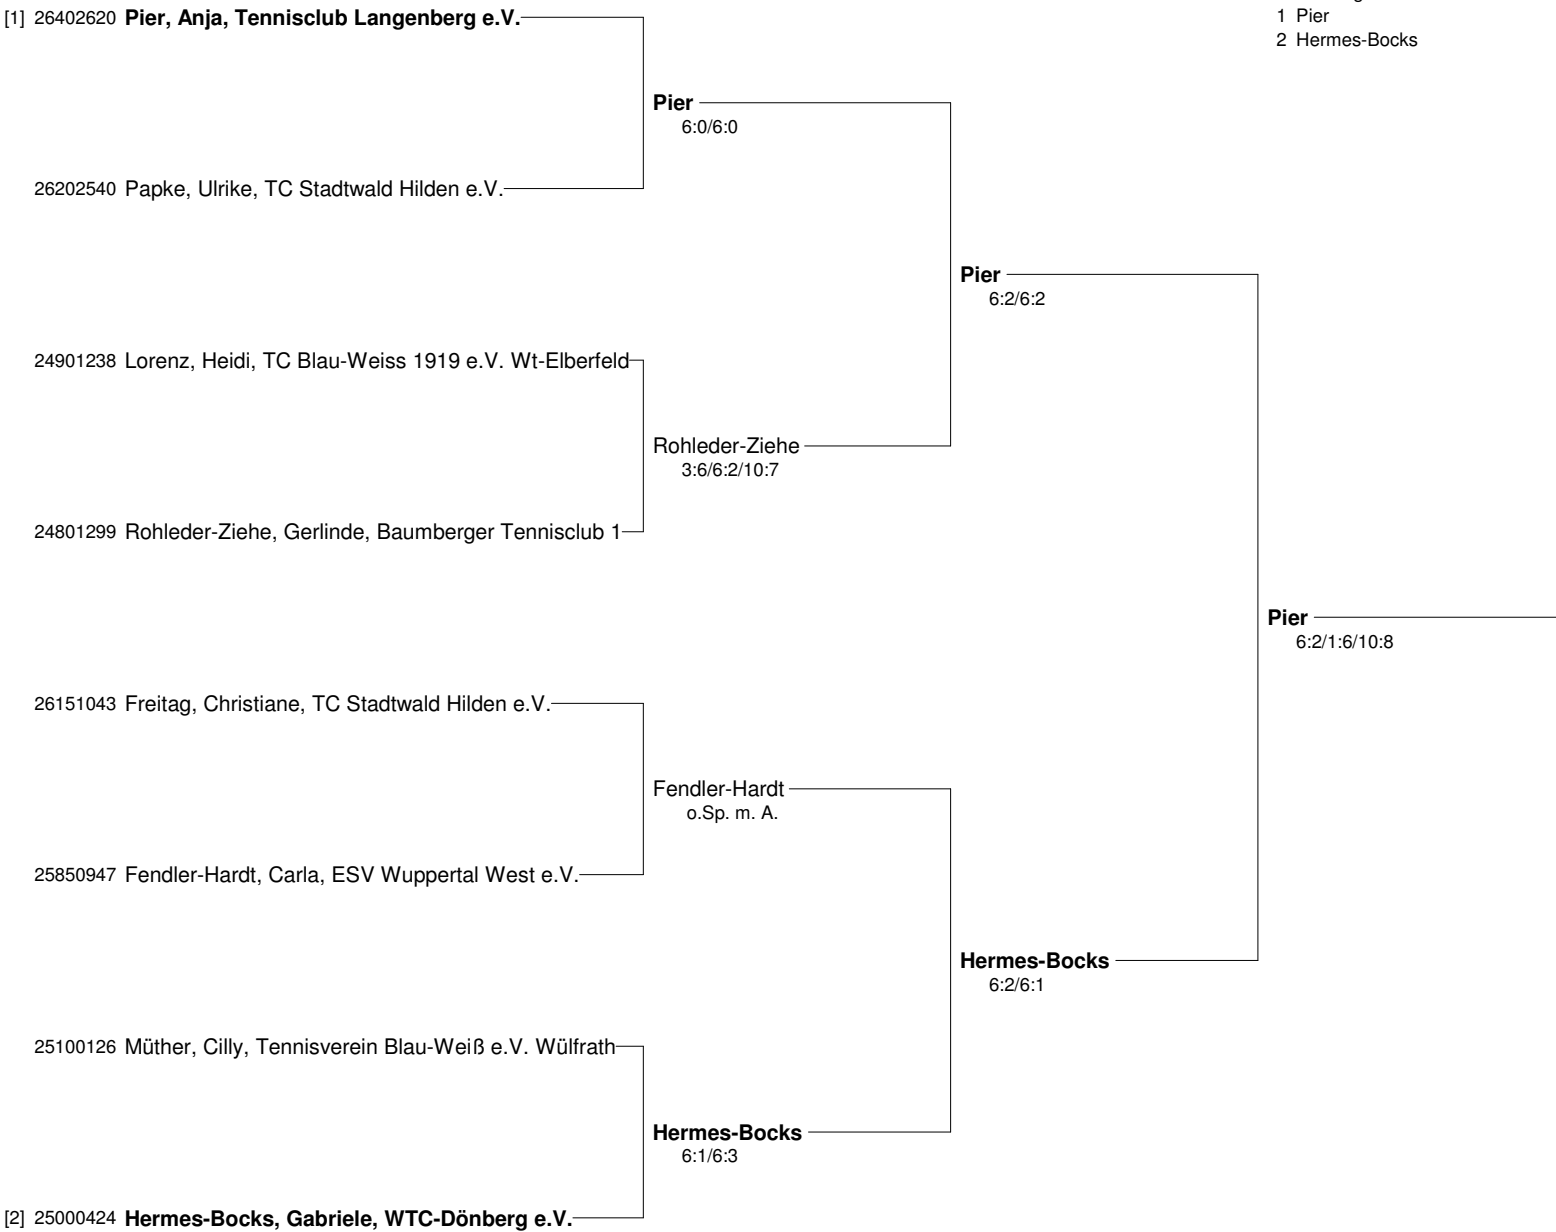 [1] 26402620 Pier, Anja, Tennisclub Langenberg e.V.
1 Pier
2 Hermes-Bocks
Pier
6:0/6:0
26202540 Papke, Ulrike, TC Stadtwald Hilden e.V.
Pier
6:2/6:2
24901238 Lorenz, Heidi, TC Blau-Weiss 1919 e.V. Wt-Elberfeld
Rohleder-Ziehe
3:6/6:2/10:7
24801299 Rohleder-Ziehe, Gerlinde, Baumberger Tennisclub 1
Pier
6:2/1:6/10:8
26151043 Freitag, Christiane, TC Stadtwald Hilden e.V.
Fendler-Hardt
o.Sp. m. A.
25850947 Fendler-Hardt, Carla, ESV Wuppertal West e.V.
Hermes-Bocks
6:2/6:1
25100126 Müther, Cilly, Tennisverein Blau-Weiß e.V. Wülfrath
Hermes-Bocks
6:1/6:3
[2] 25000424 Hermes-Bocks, Gabriele, WTC-Dönberg e.V.